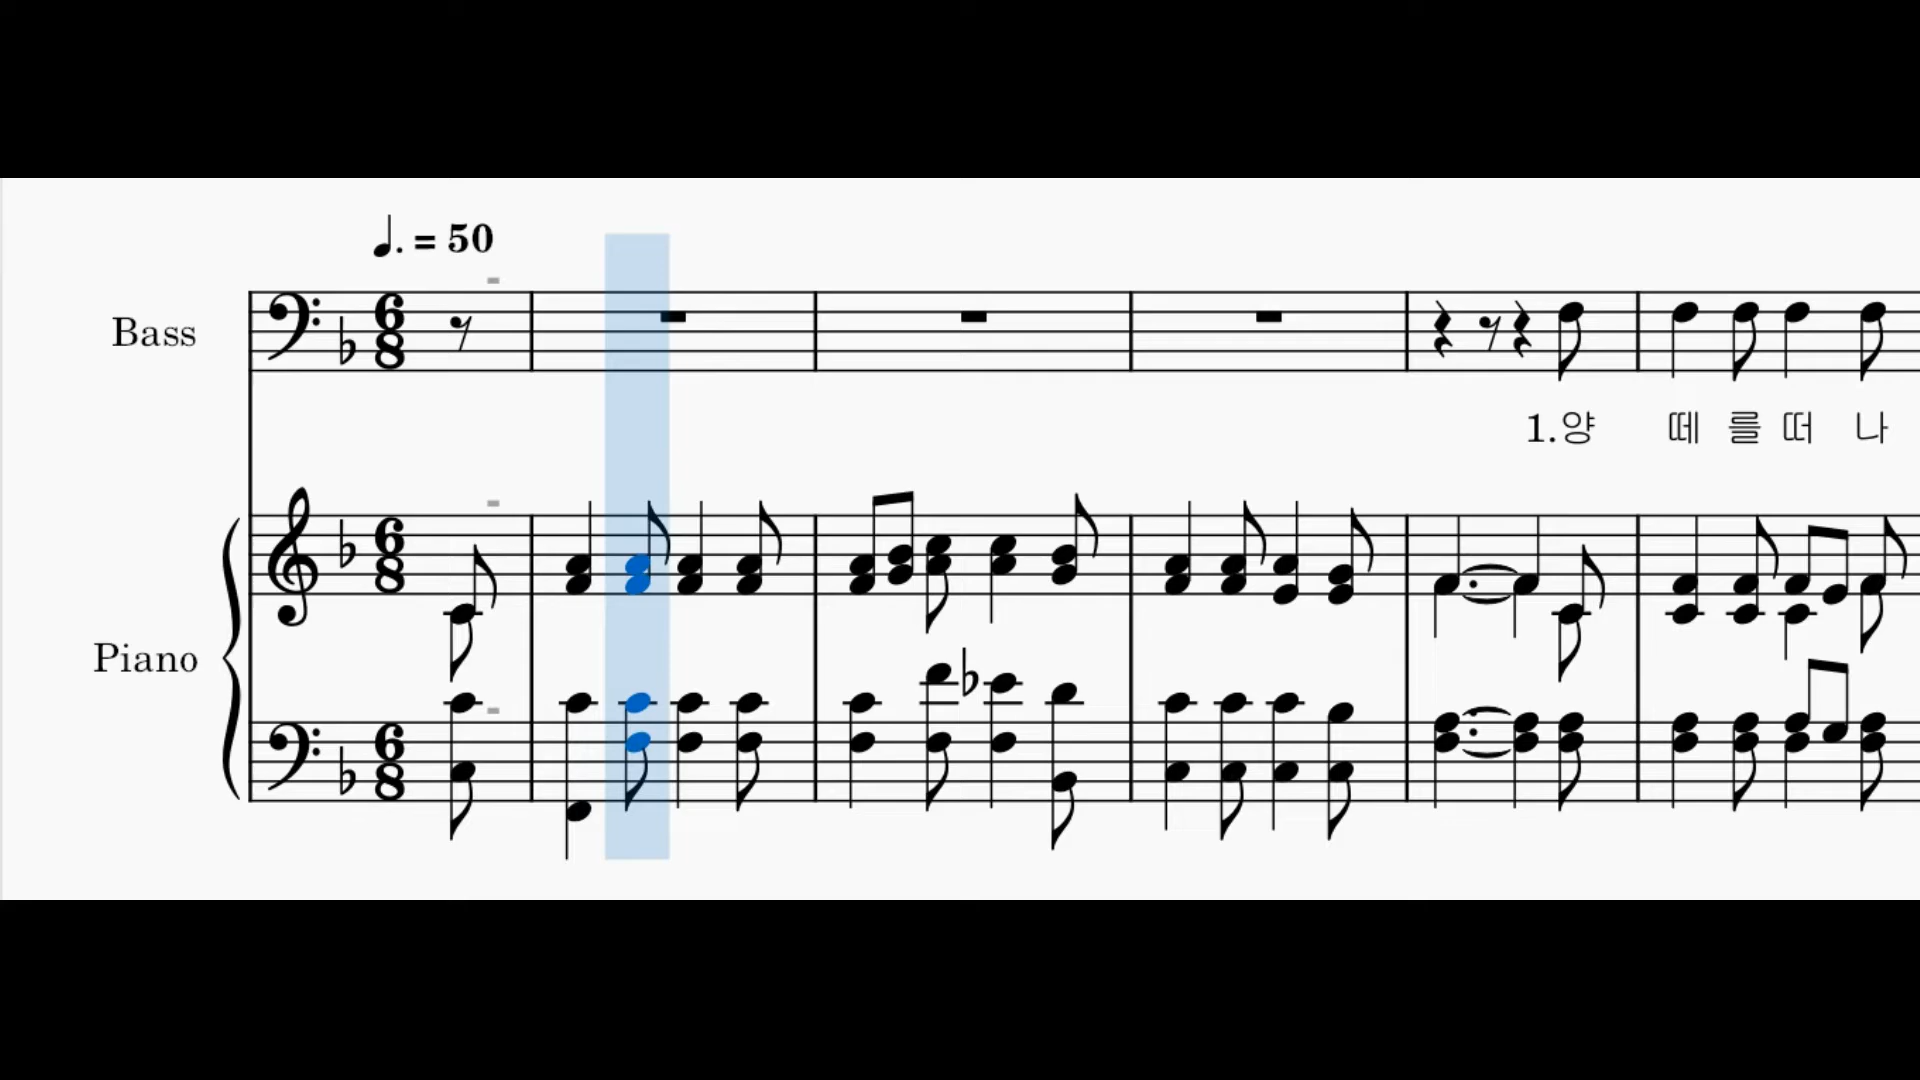 ♩. = 50
Bass
1.양 떼 를 떠 나
Piano